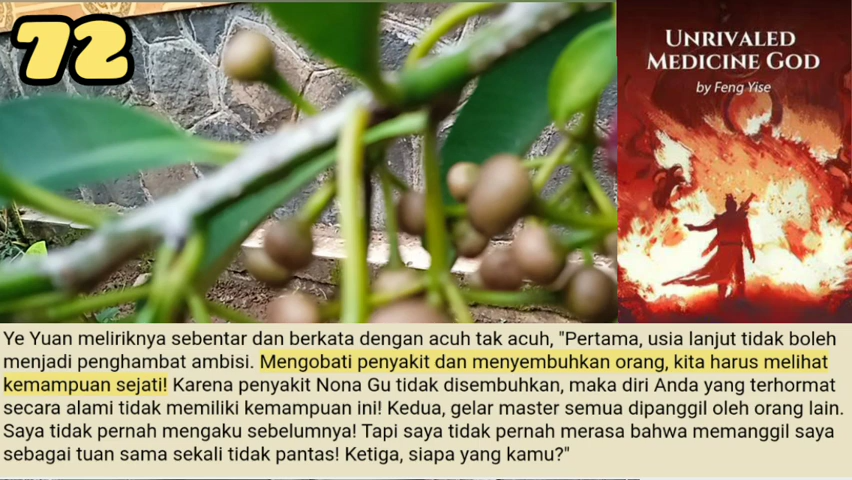 72
UNRIVALED
MEDICINE GOD
by Feng Yise
Ye Yuan meliriknya sebentar dan berkata dengan acuh tak acuh, "Pertama, usia lanjut tidak boleh
menjadi penghambat ambisi. Mengobati penyakit dan menyembuhkan orang, kita harus melihat
kemampuan sejati! Karena penyakit Nona Gu tidak disembuhkan, maka diri Anda yang terhormat
secara alami tidak memiliki kemampuan ini! Kedua, gelar master semua dipanggil oleh orang lain.
Saya tidak pernah mengaku sebelumnya! Tapi saya tidak pernah merasa bahwa memanggil saya
sebagai tuan sama sekali tidak pantas! Ketiga, siapa yang kamu?"